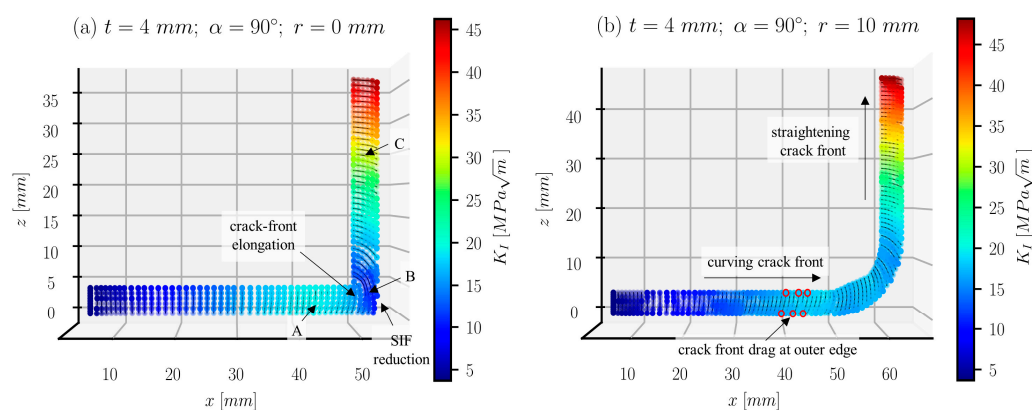 (a) t = 4 mm; α = 90°; r = 0 mm
35
30
25
20
15
10
5
0
z [mm]
10
20
30
40
50
x [mm]
C
crack-front
elongation
B
A
SIF
reduction
45
40
35
30
25
20
15
10
5
K_I [MPa√m]
(b) t = 4 mm; α = 90°; r = 10 mm
40
30
20
10
0
z [mm]
10
20
30
40
50
60
x [mm]
straightening
crack front
curving crack front
crack front drag at outer edge
45
40
35
30
25
20
15
10
5
K_I [MPa√m]